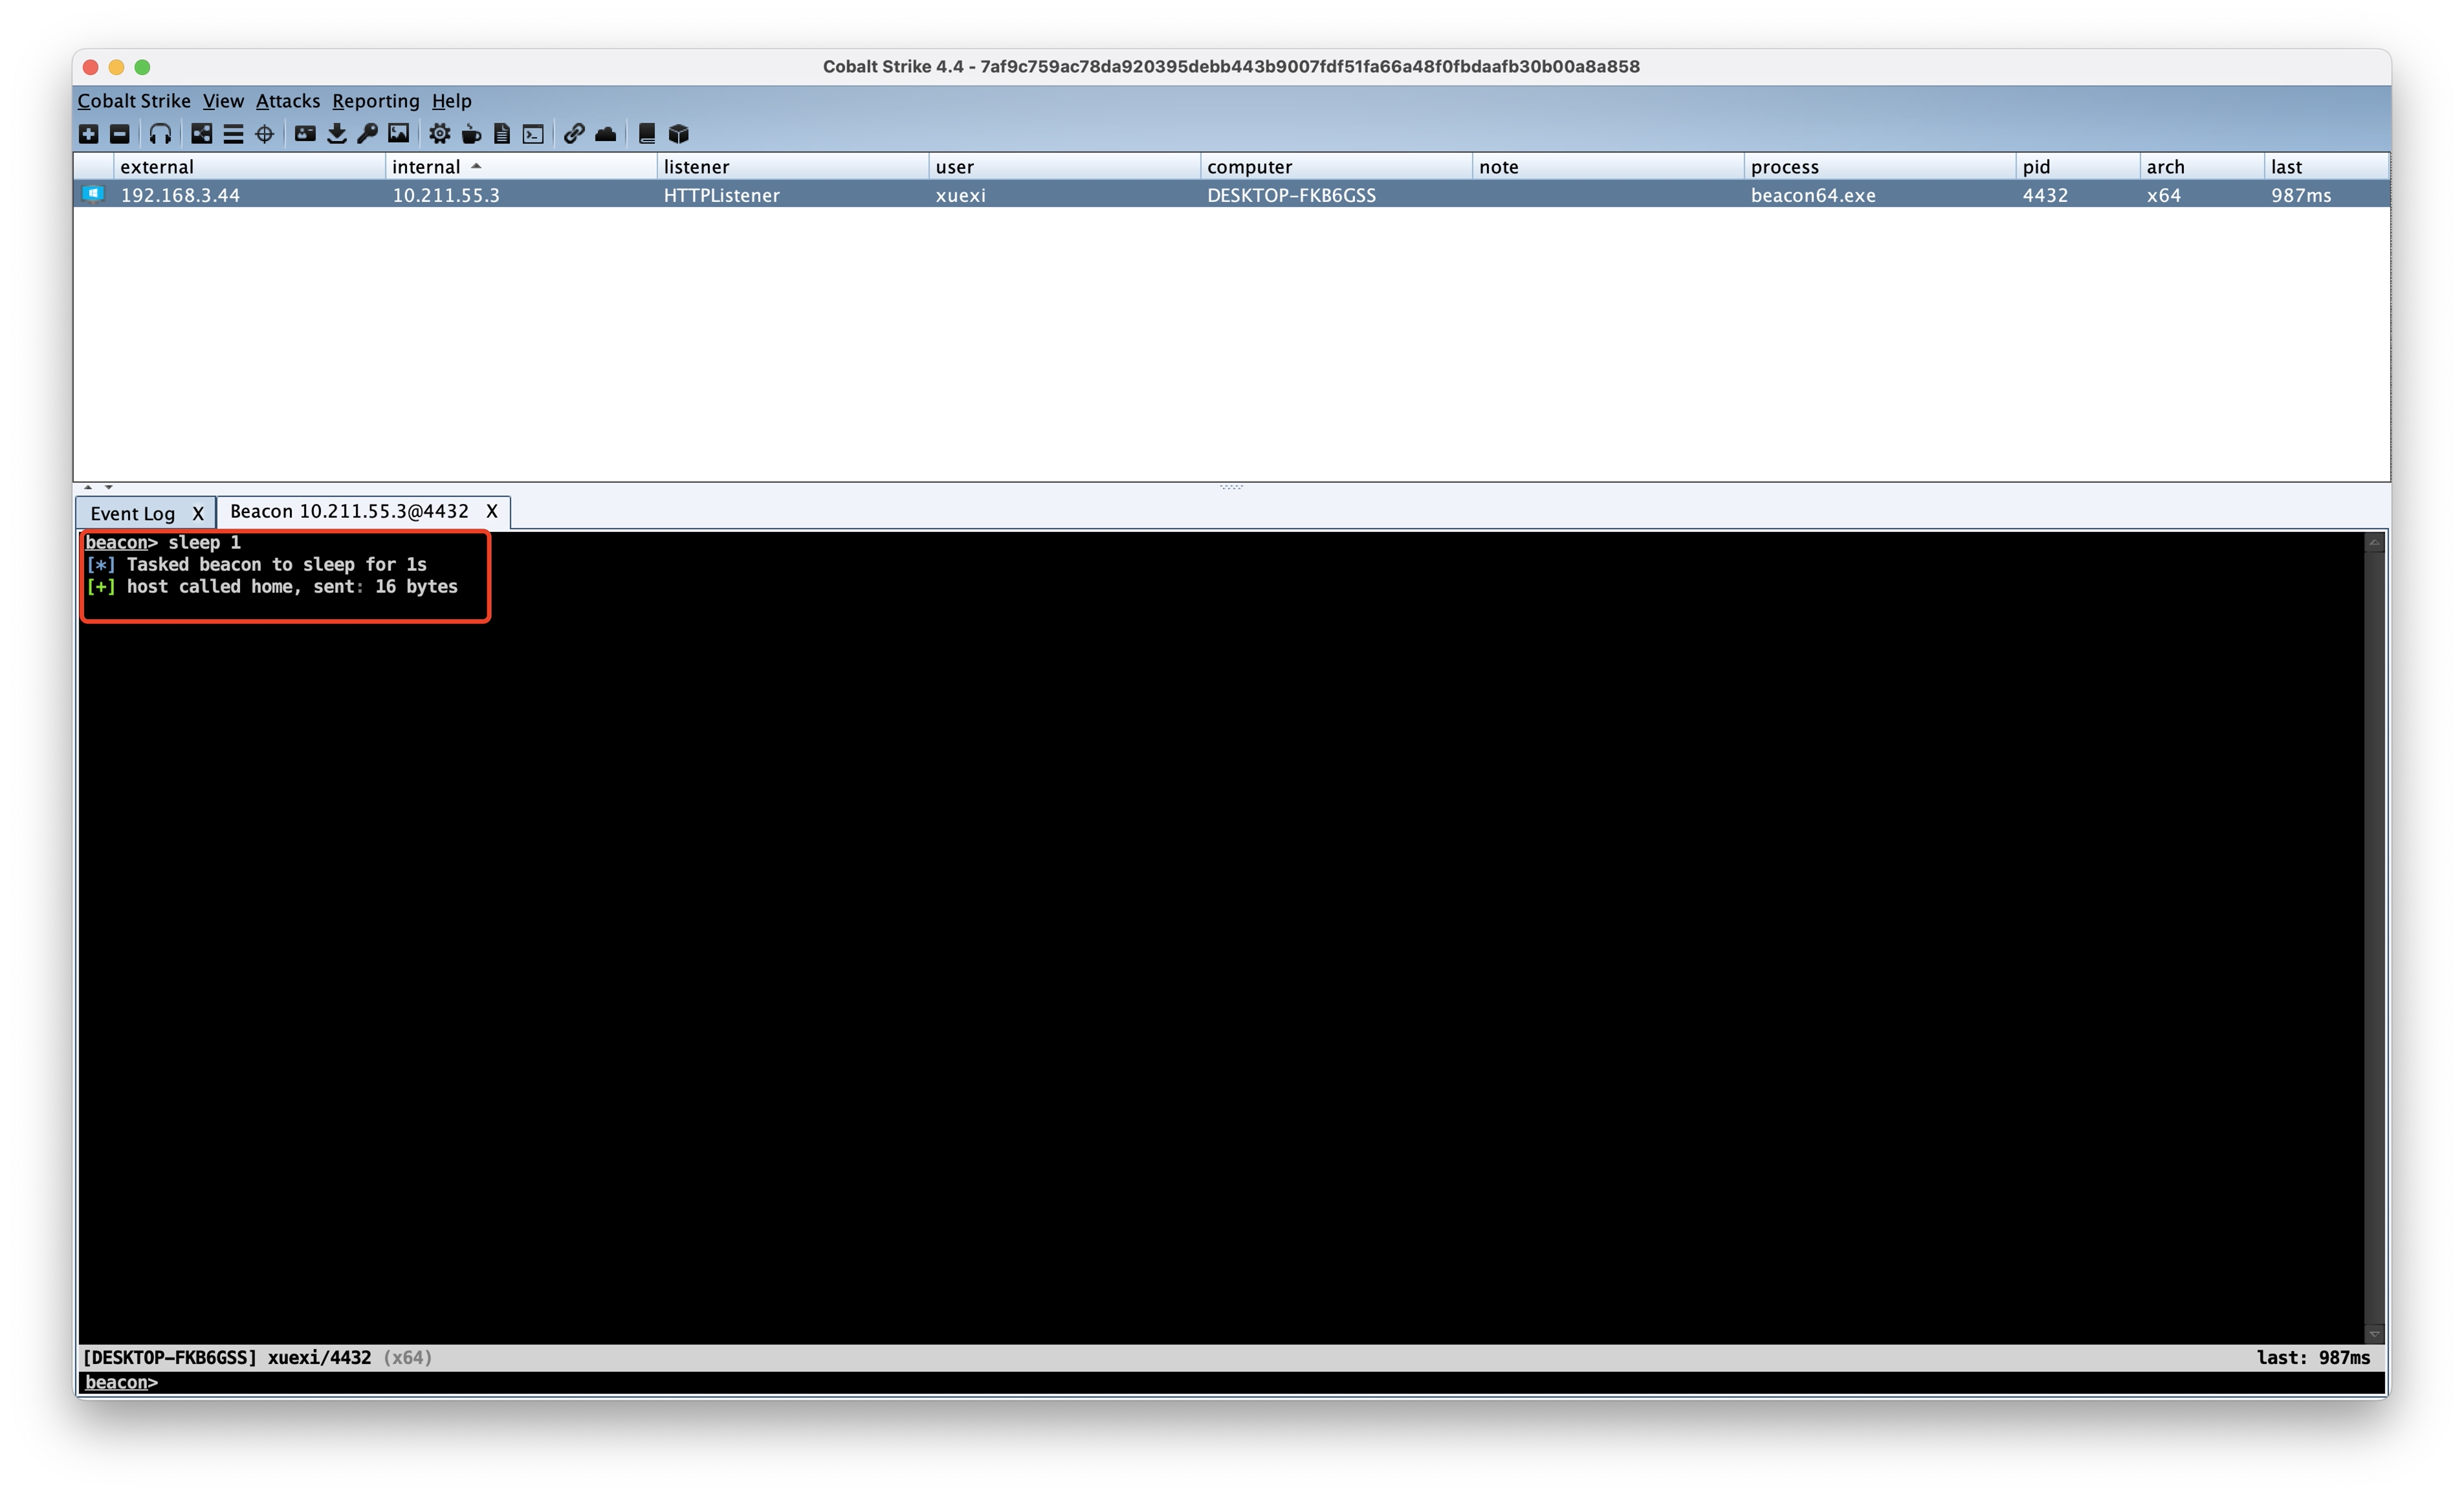 Cobalt Strike 4.4 - 7af9c759ac78da920395debb443b9007fdf51fa66a48f0fbdaafb30b00a8a858
Cobalt Strike View Attacks Reporting Help
external internal listener user computer note process pid arch last
192.168.3.44 10.211.55.3 HTTPListener xuexi DESKTOP-FKB6GSS beacon64.exe 4432 x64 987ms
Event Log X Beacon 10.211.55.3@4432 X
beacon> sleep 1
[*] Tasked beacon to sleep for 1s
[+] host called home, sent: 16 bytes
[DESKTOP-FKB6GSS] xuexi/4432 (x64) last: 987ms
beacon>